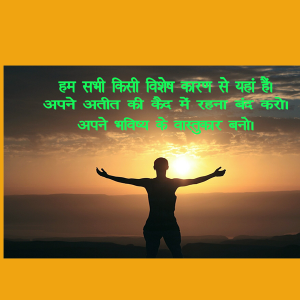 हम सभी किसी विशेष कारण से यहां हैं।
अपने अतीत की कैद में रहना बंद करो।
अपने भविष्य के वास्तुकार बनो।